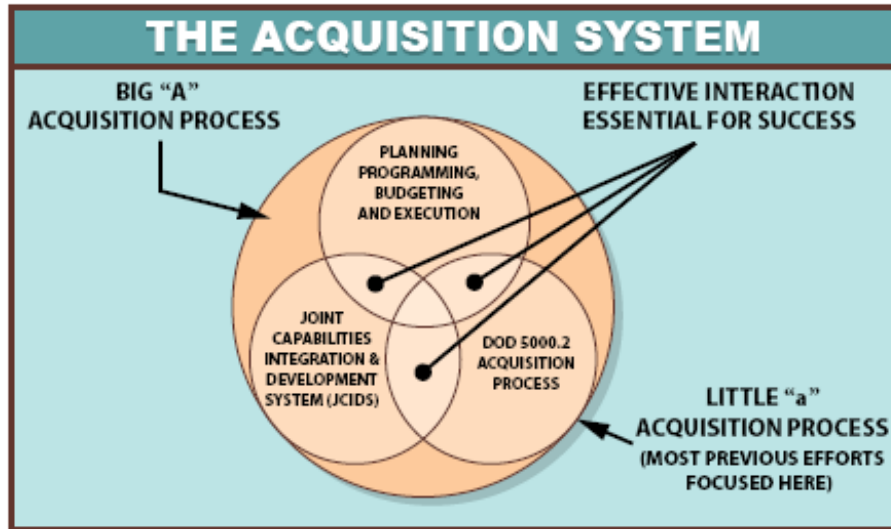 THE ACQUISITION SYSTEM
BIG “A”
ACQUISITION PROCESS
EFFECTIVE INTERACTION
ESSENTIAL FOR SUCCESS
PLANNING
PROGRAMMING,
BUDGETING
AND EXECUTION
JOINT
CAPABILITIES
INTEGRATION &
DEVELOPMENT
SYSTEM (JCIDS)
DOD 5000.2
ACQUISITION
PROCESS
LITTLE “a”
ACQUISITION PROCESS
(MOST PREVIOUS EFFORTS
FOCUSED HERE)